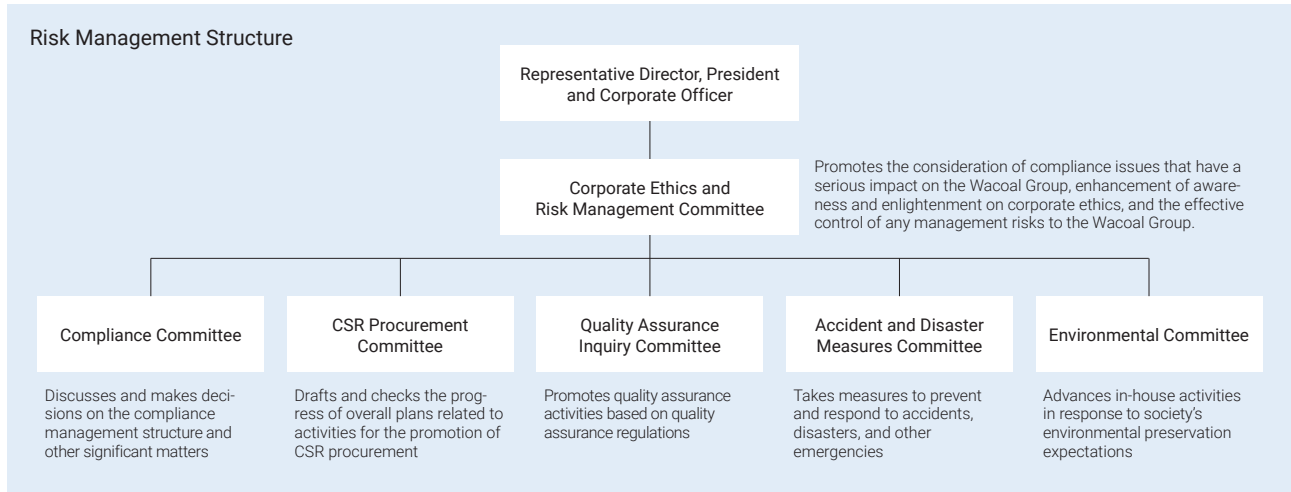 Risk Management Structure
Representative Director, President
and Corporate Officer
Corporate Ethics and
Risk Management Committee
Promotes the consideration of compliance issues that have a
serious impact on the Wacoal Group, enhancement of aware-
ness and enlightenment on corporate ethics, and the effective
control of any management risks to the Wacoal Group.
Compliance Committee
Discusses and makes deci-
sions on the compliance
management structure and
other significant matters
CSR Procurement
Committee
Drafts and checks the prog-
ress of overall plans related to
activities for the promotion of
CSR procurement
Quality Assurance
Inquiry Committee
Promotes quality assurance
activities based on quality
assurance regulations
Accident and Disaster
Measures Committee
Takes measures to prevent
and respond to accidents,
disasters, and other
emergencies
Environmental Committee
Advances in-house activities
in response to society’s
environmental preservation
expectations